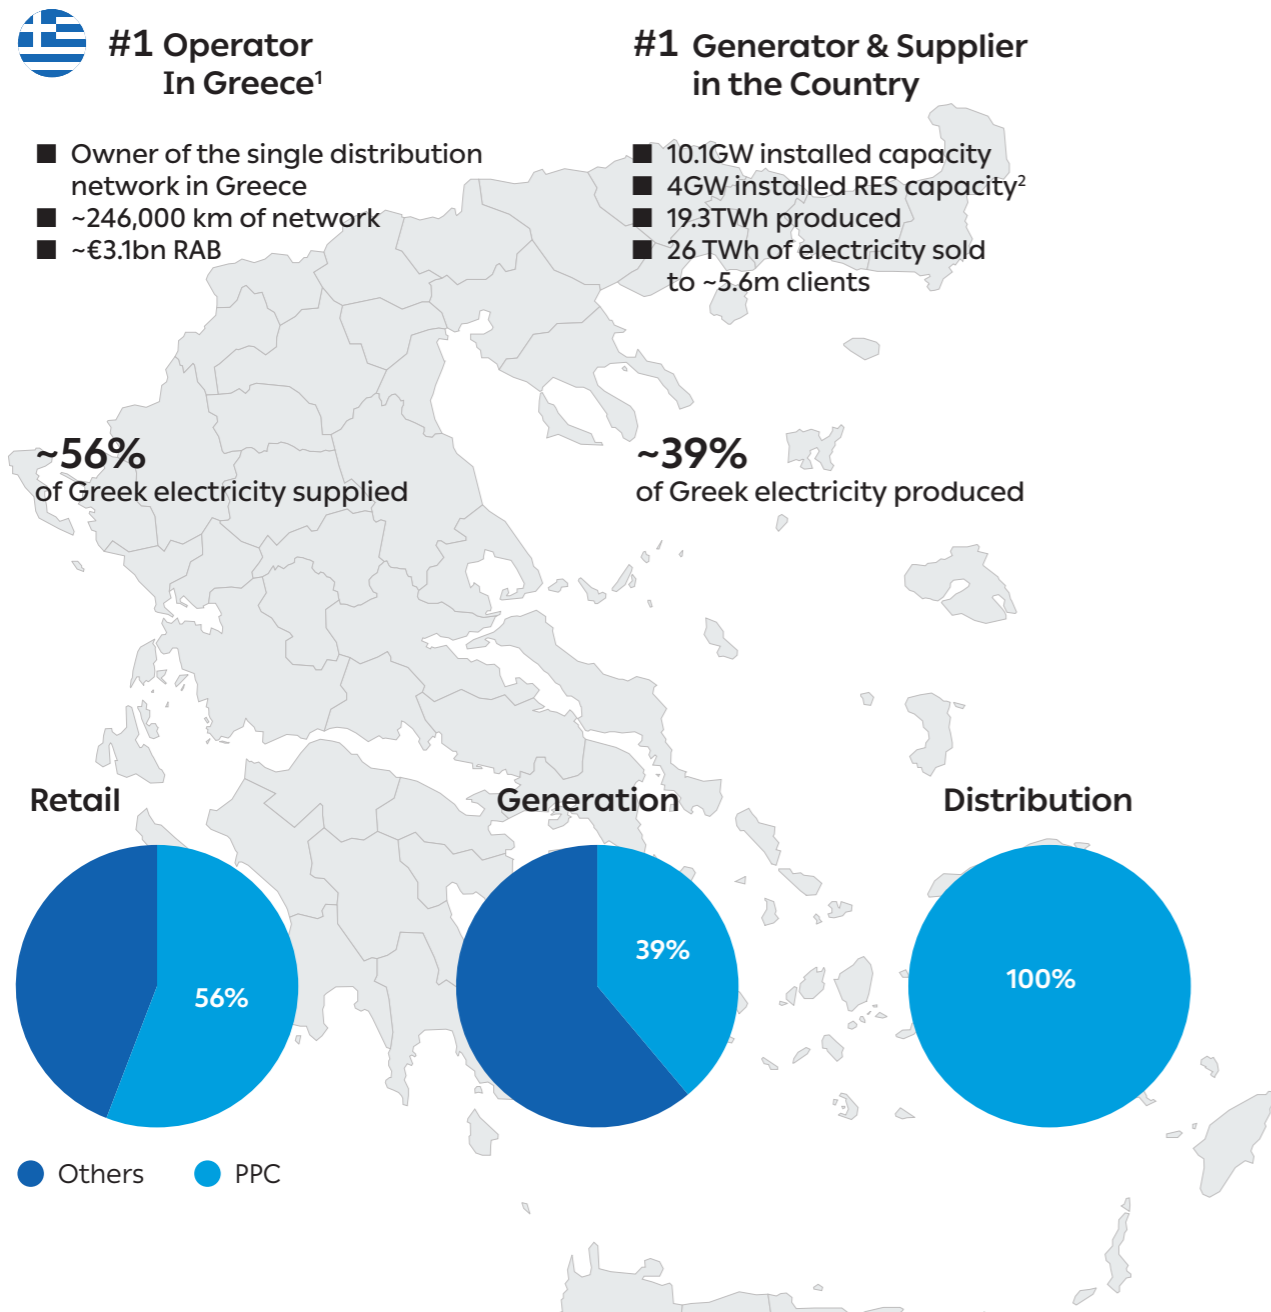 #1 Operator
In Greece¹
■ Owner of the single distribution
network in Greece
■ ~246,000 km of network
■ ~€3.1bn RAB
#1 Generator & Supplier
in the Country
■ 10.1GW installed capacity
■ 4GW installed RES capacity²
■ 19.3TWh produced
■ 26 TWh of electricity sold
to ~5.6m clients
~56%
of Greek electricity supplied
~39%
of Greek electricity produced
Retail
56%
Generation
39%
Distribution
100%
Others
PPC